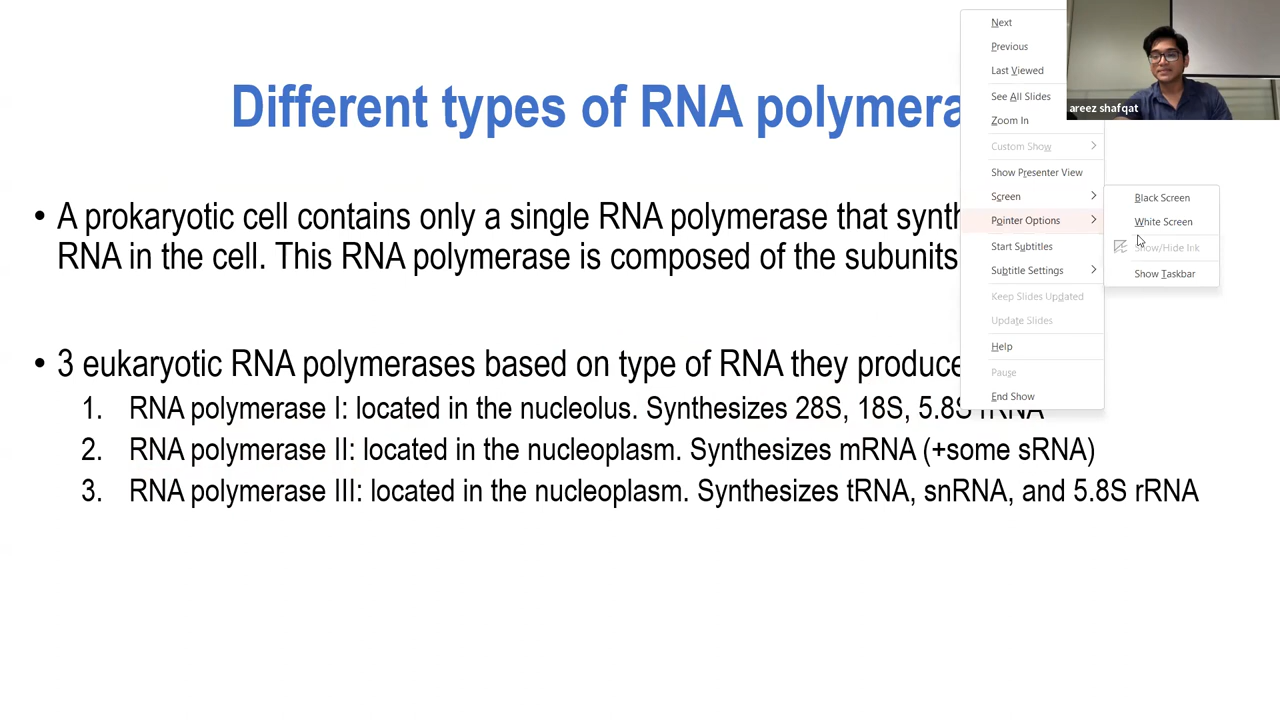 Different types of RNA polymera
• A prokaryotic cell contains only a single RNA polymerase that synth
RNA in the cell. This RNA polymerase is composed of the subunits
• 3 eukaryotic RNA polymerases based on type of RNA they produce
1. RNA polymerase I: located in the nucleolus. Synthesizes 28S, 18S, 5.8S rRNA
2. RNA polymerase II: located in the nucleoplasm. Synthesizes mRNA (+some sRNA)
3. RNA polymerase III: located in the nucleoplasm. Synthesizes tRNA, snRNA, and 5.8S rRNA
Next
Previous
Last Viewed
See All Slides
Zoom In
Custom Show
Show Presenter View
Screen
Pointer Options
Start Subtitles
Subtitle Settings
Keep Slides Updated
Update Slides
Help
Pause
End Show
Black Screen
White Screen
Show/Hide Ink
Show Taskbar
areez shafqat